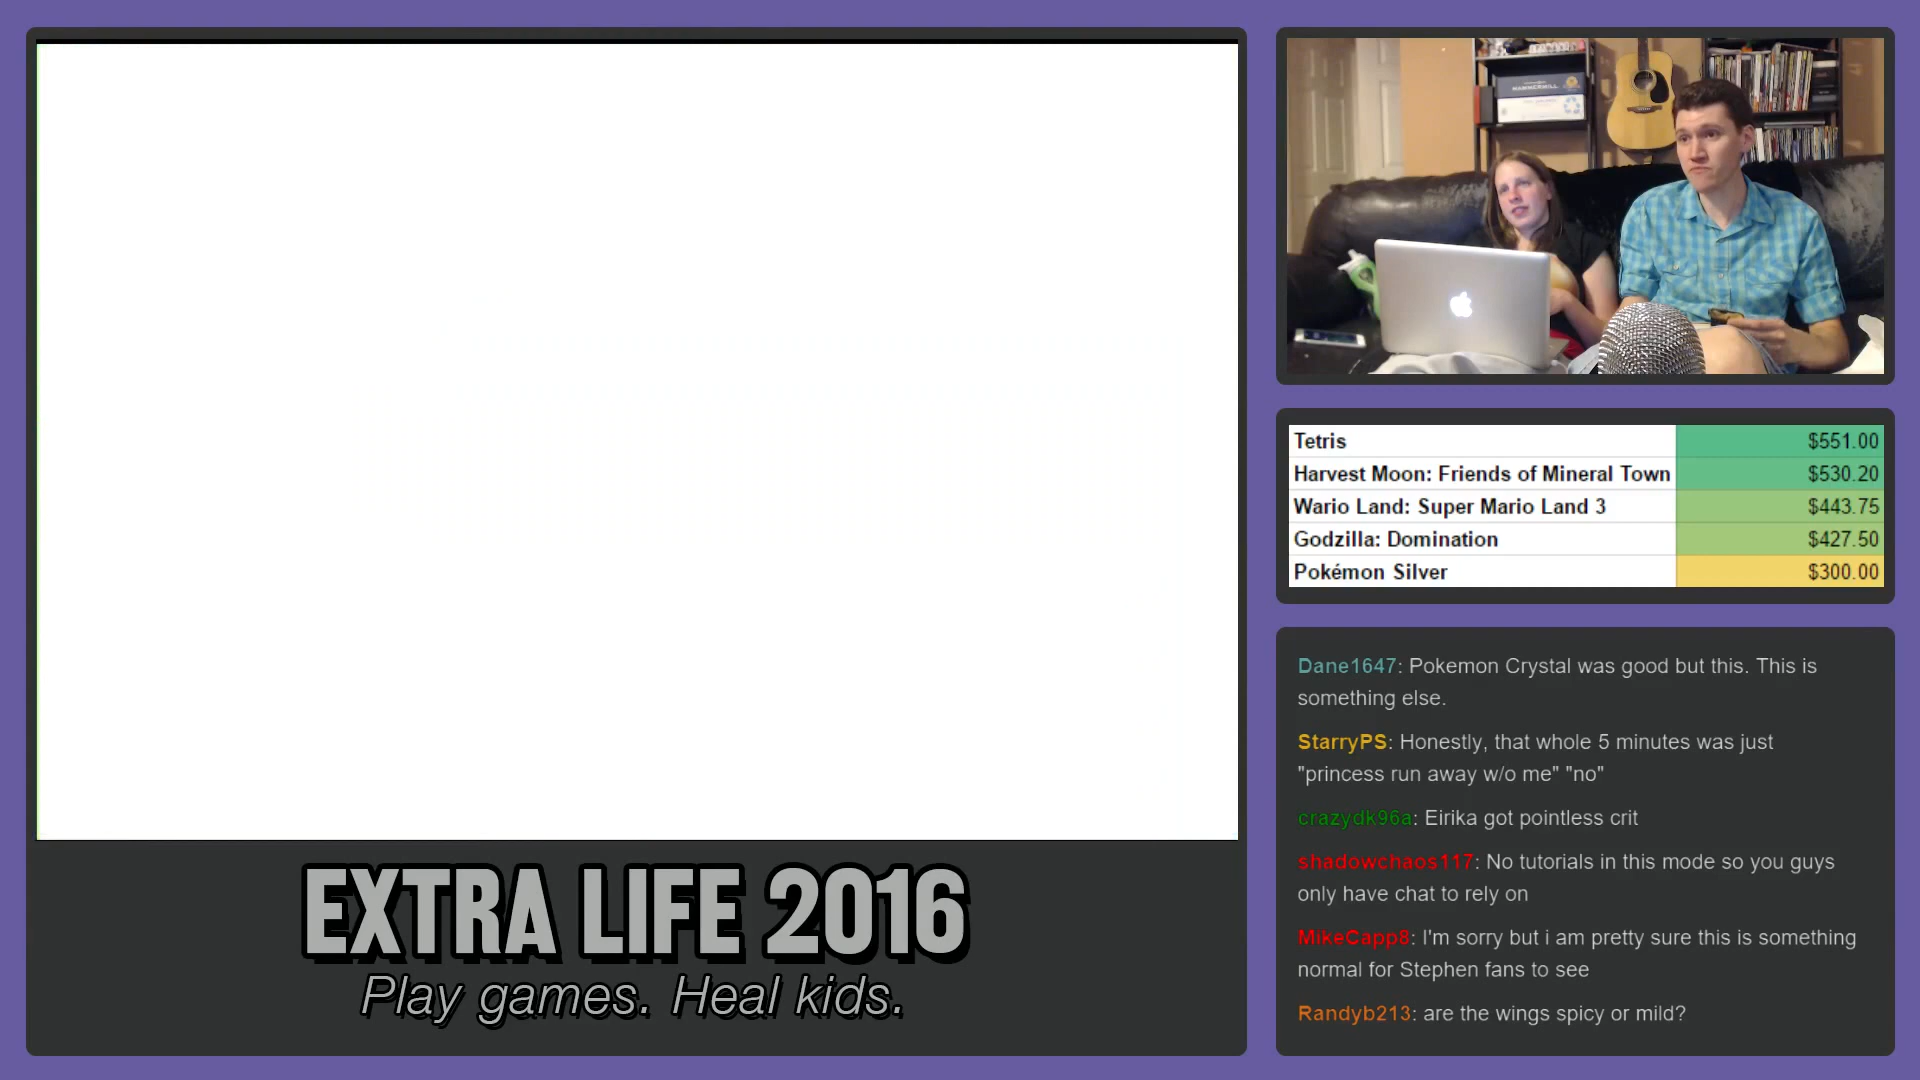 HAMMERMILL
Tetris $551.00
Harvest Moon: Friends of Mineral Town $530.20
Wario Land: Super Mario Land 3 $443.75
Godzilla: Domination $427.50
Pokémon Silver $300.00
Dane1647: Pokemon Crystal was good but this. This is
something else.
StarryPS: Honestly, that whole 5 minutes was just
"princess run away w/o me" "no"
crazydk96a: Eirika got pointless crit
shadowchaos117: No tutorials in this mode so you guys
only have chat to rely on
MikeCapp8: I'm sorry but i am pretty sure this is something
normal for Stephen fans to see
Randyb213: are the wings spicy or mild?
EXTRA LIFE 2016
Play games. Heal kids.